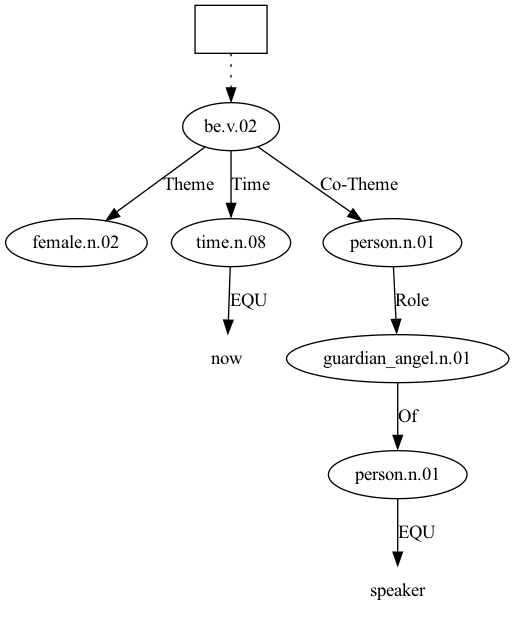 be.v.02
Theme Time Co-Theme
female.n.02 time.n.08 person.n.01
EQU Role
now guardian_angel.n.01
Of
person.n.01
EQU
speaker